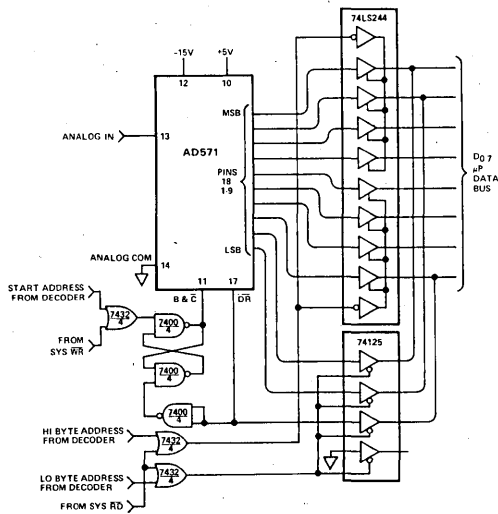 74LS244
-15V
+5V
12
10
MSB
ANALOG IN
13
AD571
PINS
18
1-9
D0 7
μP
DATA
BUS
LSB
ANALOG COM
14
11
17
B & C̅
D̅R̅
START ADDRESS
FROM DECODER
7432
4
7400
4
FROM
SYS W̅R̅
7400
4
74125
7400
4
HI BYTE ADDRESS
FROM DECODER
7432
4
LO BYTE ADDRESS
FROM DECODER
7432
4
FROM SYS R̅D̅